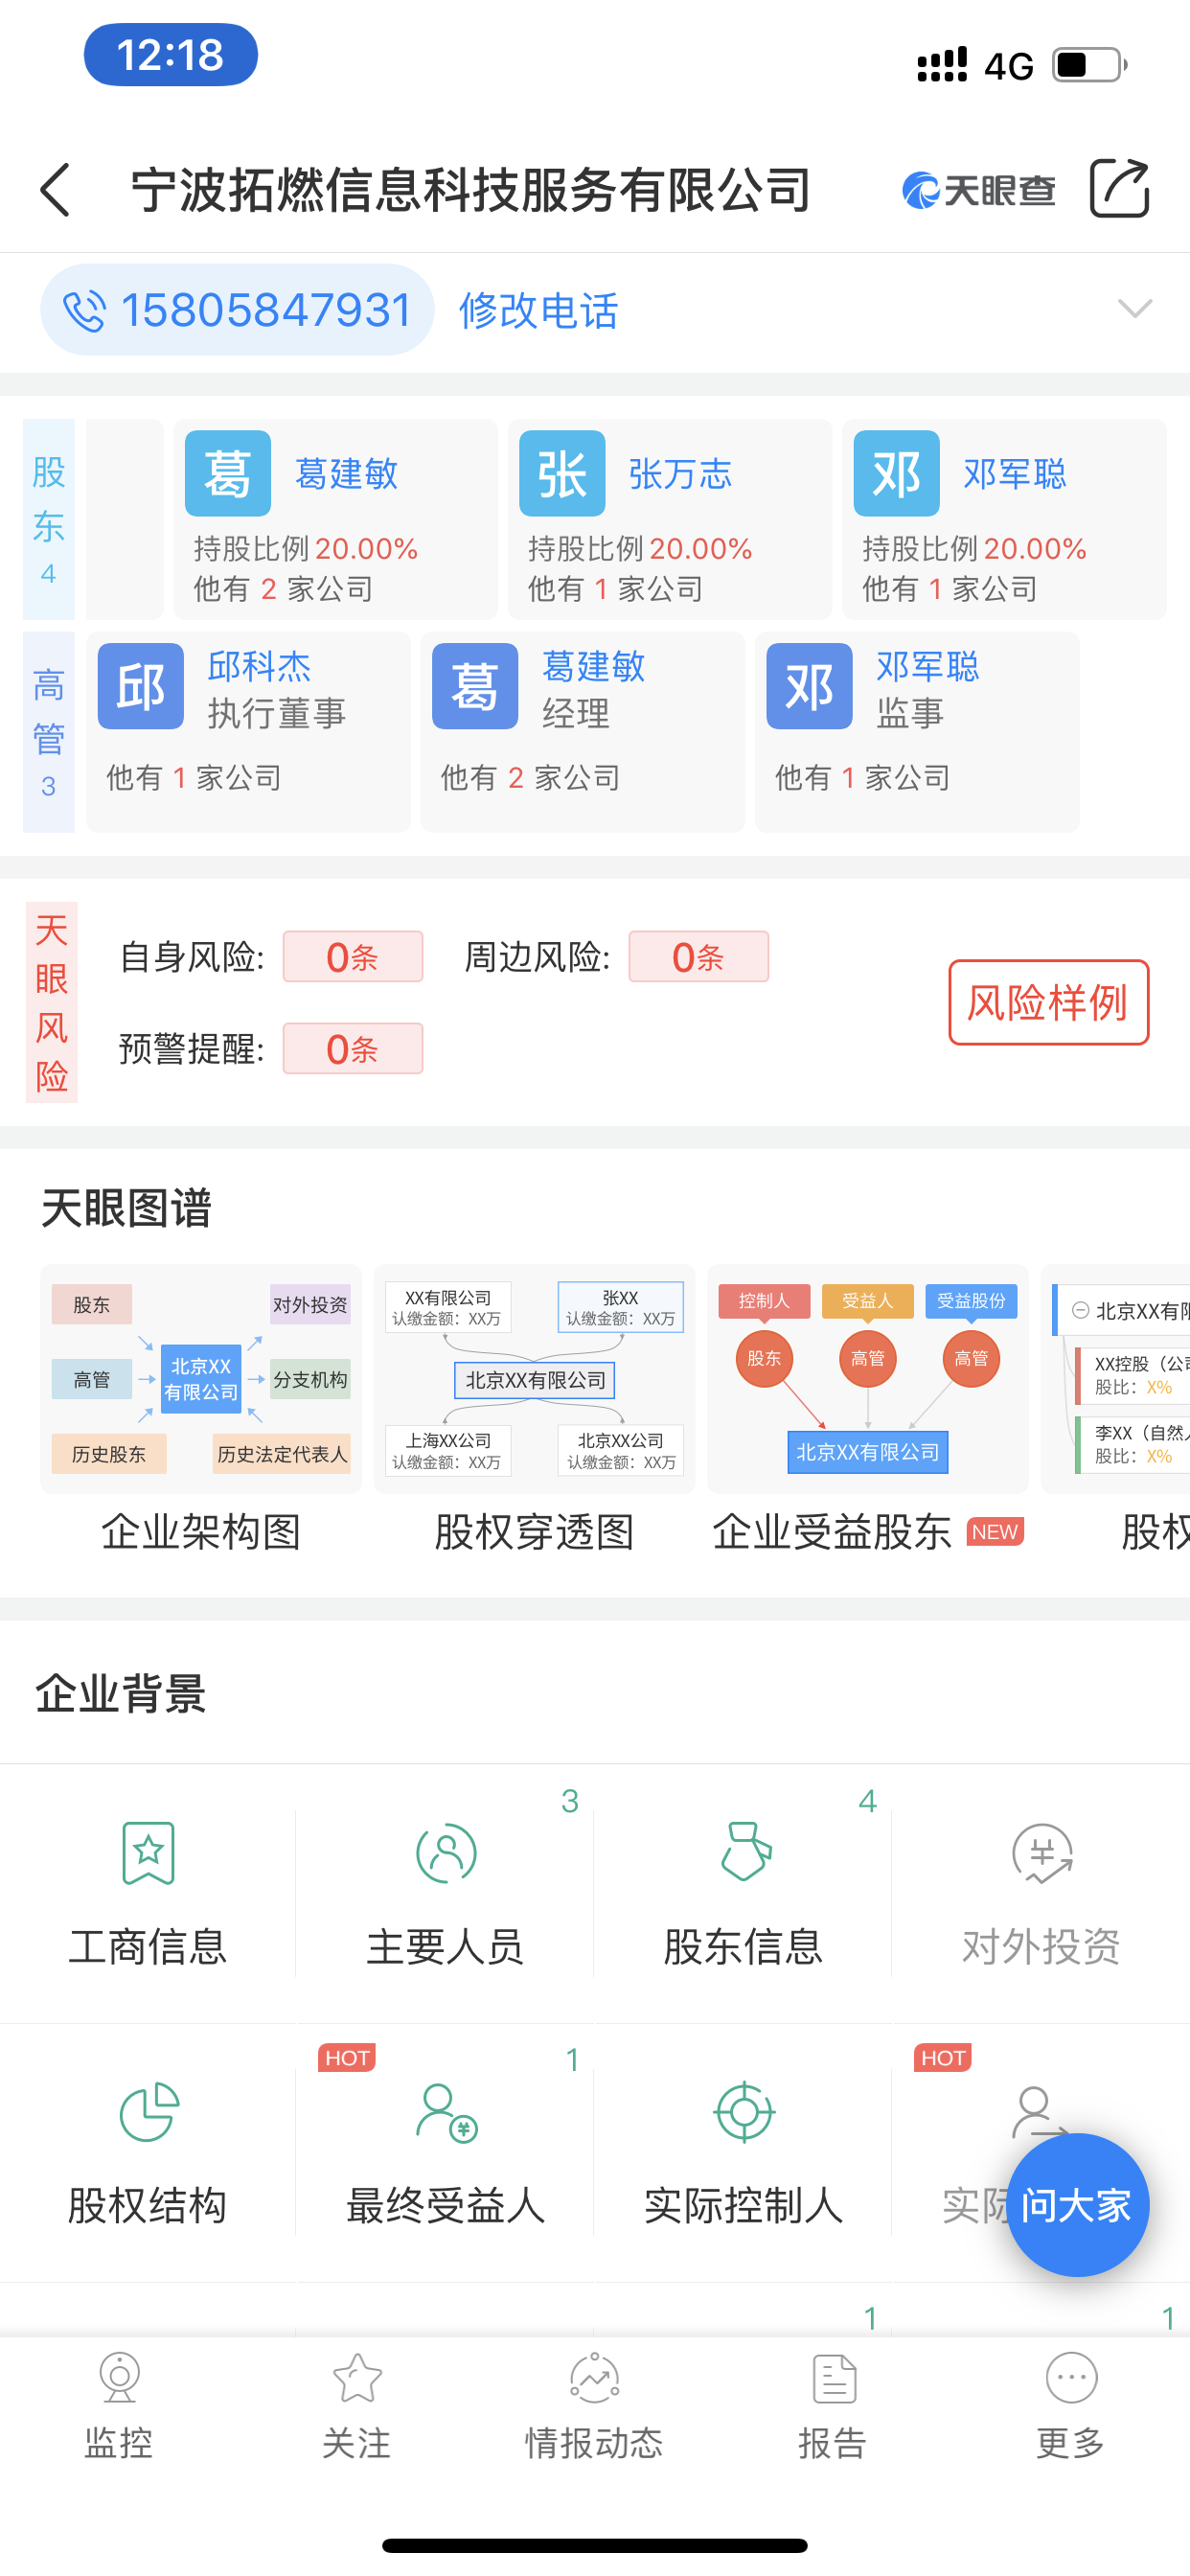 12:18
4G
宁波拓燃信息科技服务有限公司
天眼查
15805847931 修改电话
股东 4
葛 葛建敏
持股比例 20.00%
他有 2 家公司
张 张万志
持股比例 20.00%
他有 1 家公司
邓 邓军聪
持股比例 20.00%
他有 1 家公司
高管 3
邱 邱科杰
执行董事
他有 1 家公司
葛 葛建敏
经理
他有 2 家公司
邓 邓军聪
监事
他有 1 家公司
天眼风险
自身风险: 0条 周边风险: 0条
预警提醒: 0条
风险样例
天眼图谱
股东 对外投资
高管 北京XX有限公司 分支机构
历史股东 历史法定代表人
企业架构图
XX有限公司
认缴金额：XX万
张XX
认缴金额：XX万
北京XX有限公司
上海XX公司
认缴金额：XX万
北京XX公司
认缴金额：XX万
股权穿透图
控制人 受益人 受益股份
股东 高管 高管
北京XX有限公司
企业受益股东 NEW
北京XX有
XX控股（公
股比：X%
李XX（自然
股比：X%
股
企业背景
3 4
工商信息 主要人员 股东信息 对外投资
HOT 1 HOT
股权结构 最终受益人 实际控制人 实际
问大家
1 1
监控 关注 情报动态 报告 更多